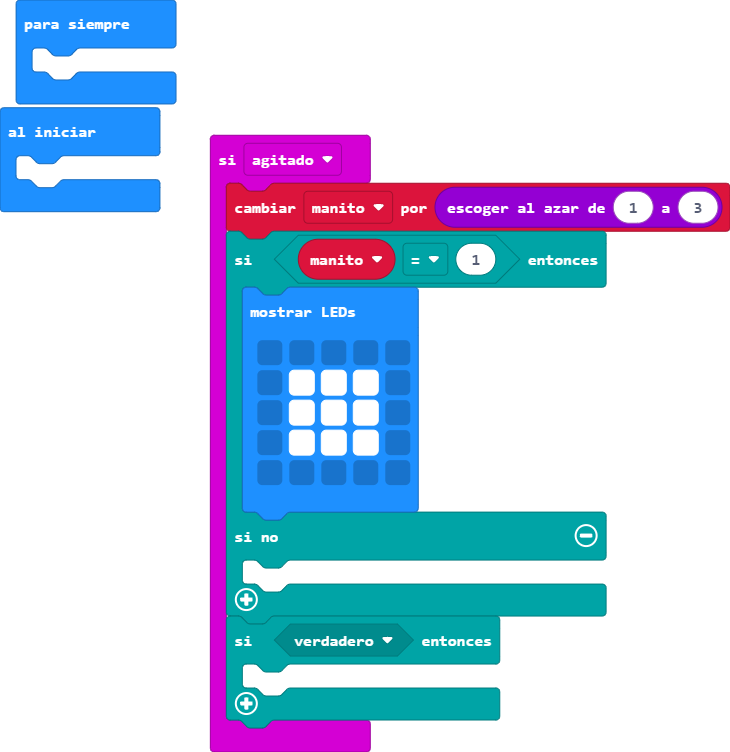 para siempre
al iniciar
si agitado
cambiar manito por escoger al azar de 1 a 3
si manito = 1 entonces
mostrar LEDs
si no
si verdadero entonces